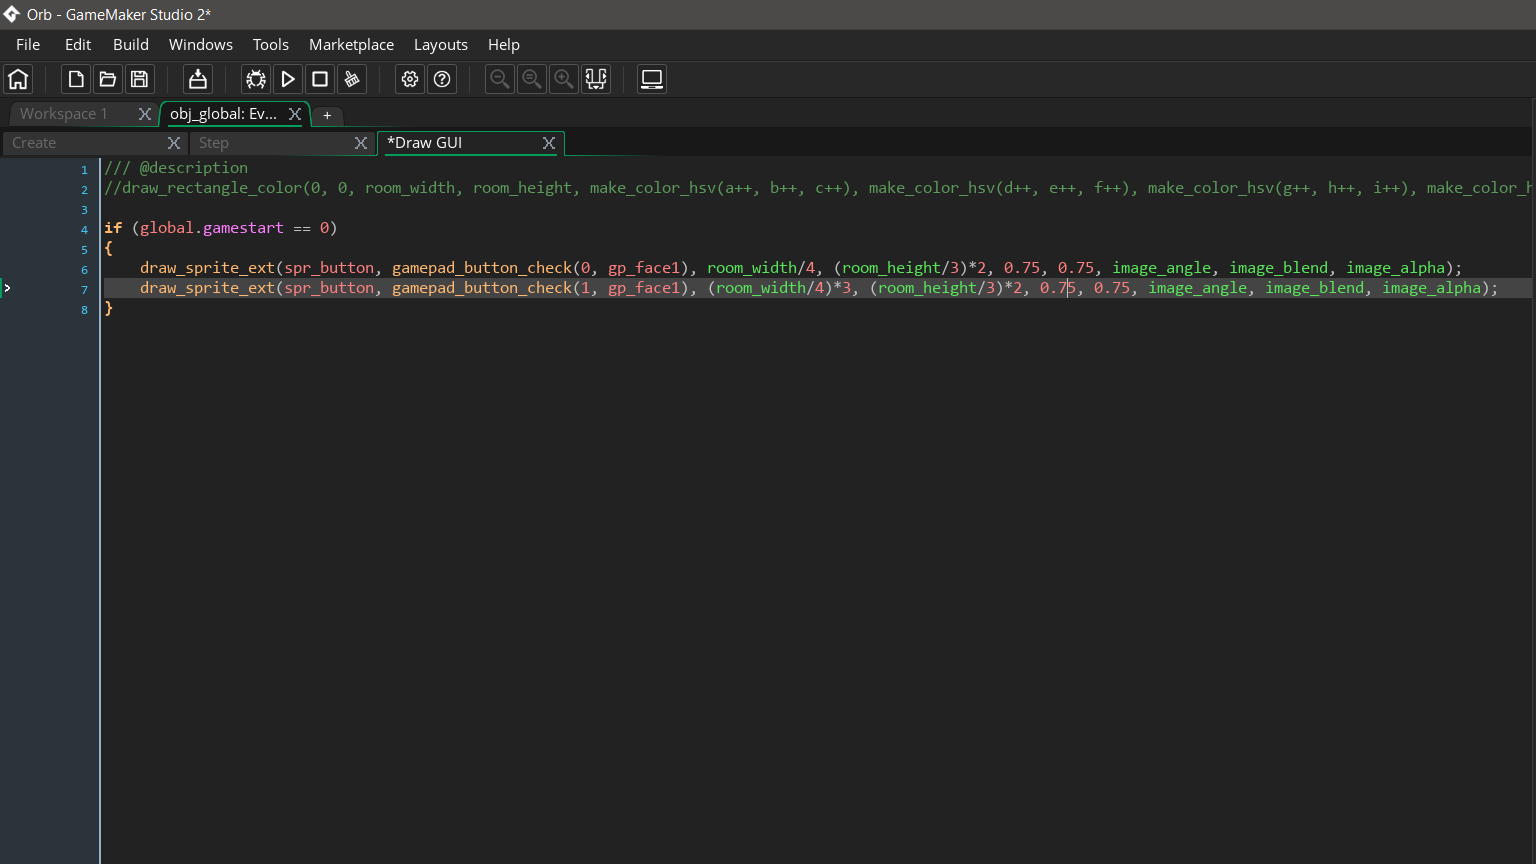 Orb - GameMaker Studio 2*
File Edit Build Windows Tools Marketplace Layouts Help
Workspace 1 obj_global: Ev... +
Create Step *Draw GUI
1 /// @description
2 //draw_rectangle_color(0, 0, room_width, room_height, make_color_hsv(a++, b++, c++), make_color_hsv(d++, e++, f++), make_color_hsv(g++, h++, i++), make_color_h
3
4 if (global.gamestart == 0)
5 {
6 draw_sprite_ext(spr_button, gamepad_button_check(0, gp_face1), room_width/4, (room_height/3)*2, 0.75, 0.75, image_angle, image_blend, image_alpha);
7 draw_sprite_ext(spr_button, gamepad_button_check(1, gp_face1), (room_width/4)*3, (room_height/3)*2, 0.75, 0.75, image_angle, image_blend, image_alpha);
8 }